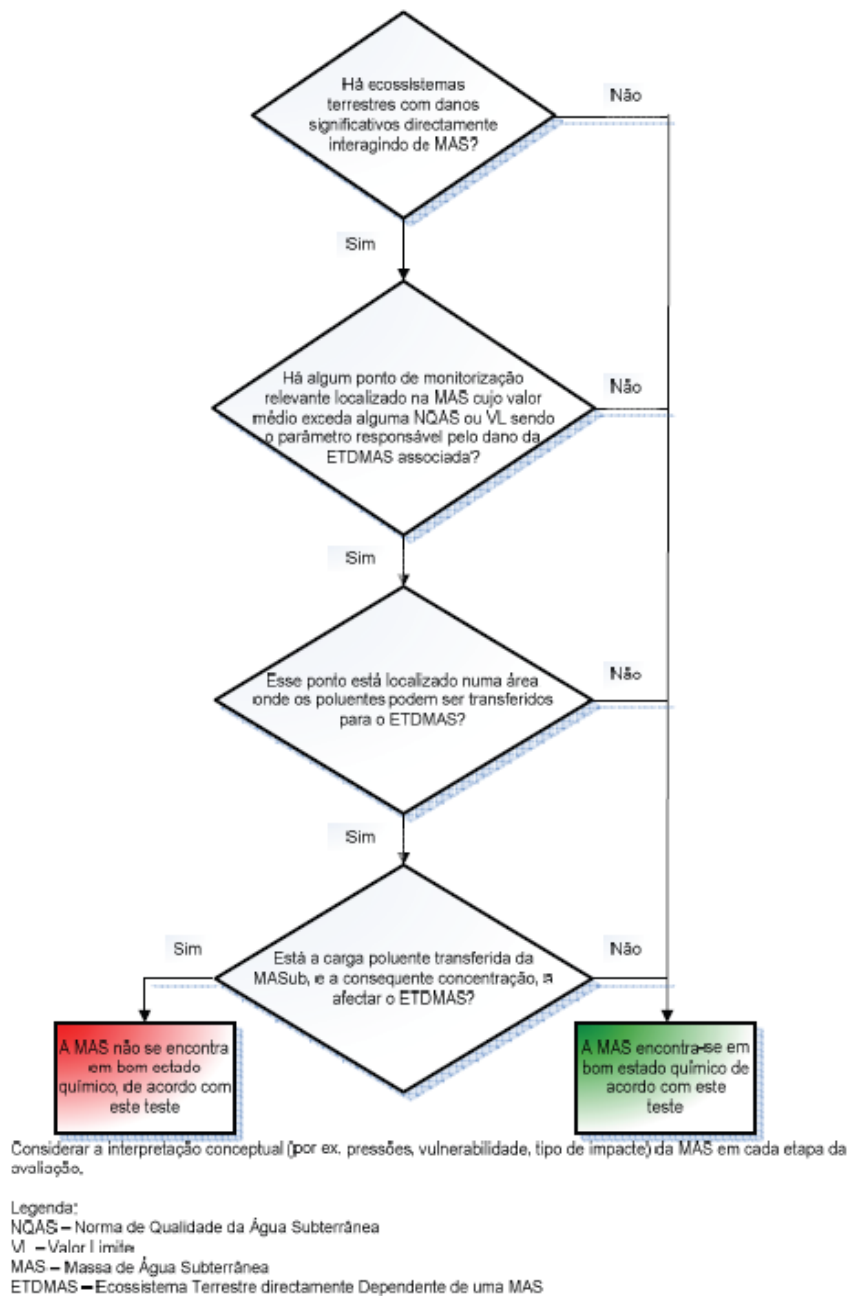 Há ecossistemas
terrestres com danos
significativos directamente
interagindo de MAS?
Não
Sim
Há algum ponto de monitorização
relevante localizado na MAS cujo valor
médio exceda alguma NQAS ou VL sendo
o parâmetro responsável pelo dano da
ETDMAS associada?
Não
Sim
Esse ponto está localizado numa área
onde os poluentes podem ser transferidos
para o ETDMAS?
Não
Sim
Está a carga poluente transferida da
MASub, e a consequente concentração, a
afectar o ETDMAS?
Sim
Não
A MAS não se encontra
em bom estado
químico, de acordo com
este teste
A MAS encontra-se em
bom estado químico de
acordo com este
teste
Considerar a interpretação conceptual (por ex. pressões, vulnerabilidade, tipo de impacte) da MAS em cada etapa da
avaliação.
Legenda:
NQAS – Norma de Qualidade da Água Subterrânea
VL – Valor Limite
MAS – Massa de Água Subterrânea
ETDMAS – Ecossistema Terrestre directamente Dependente de uma MAS